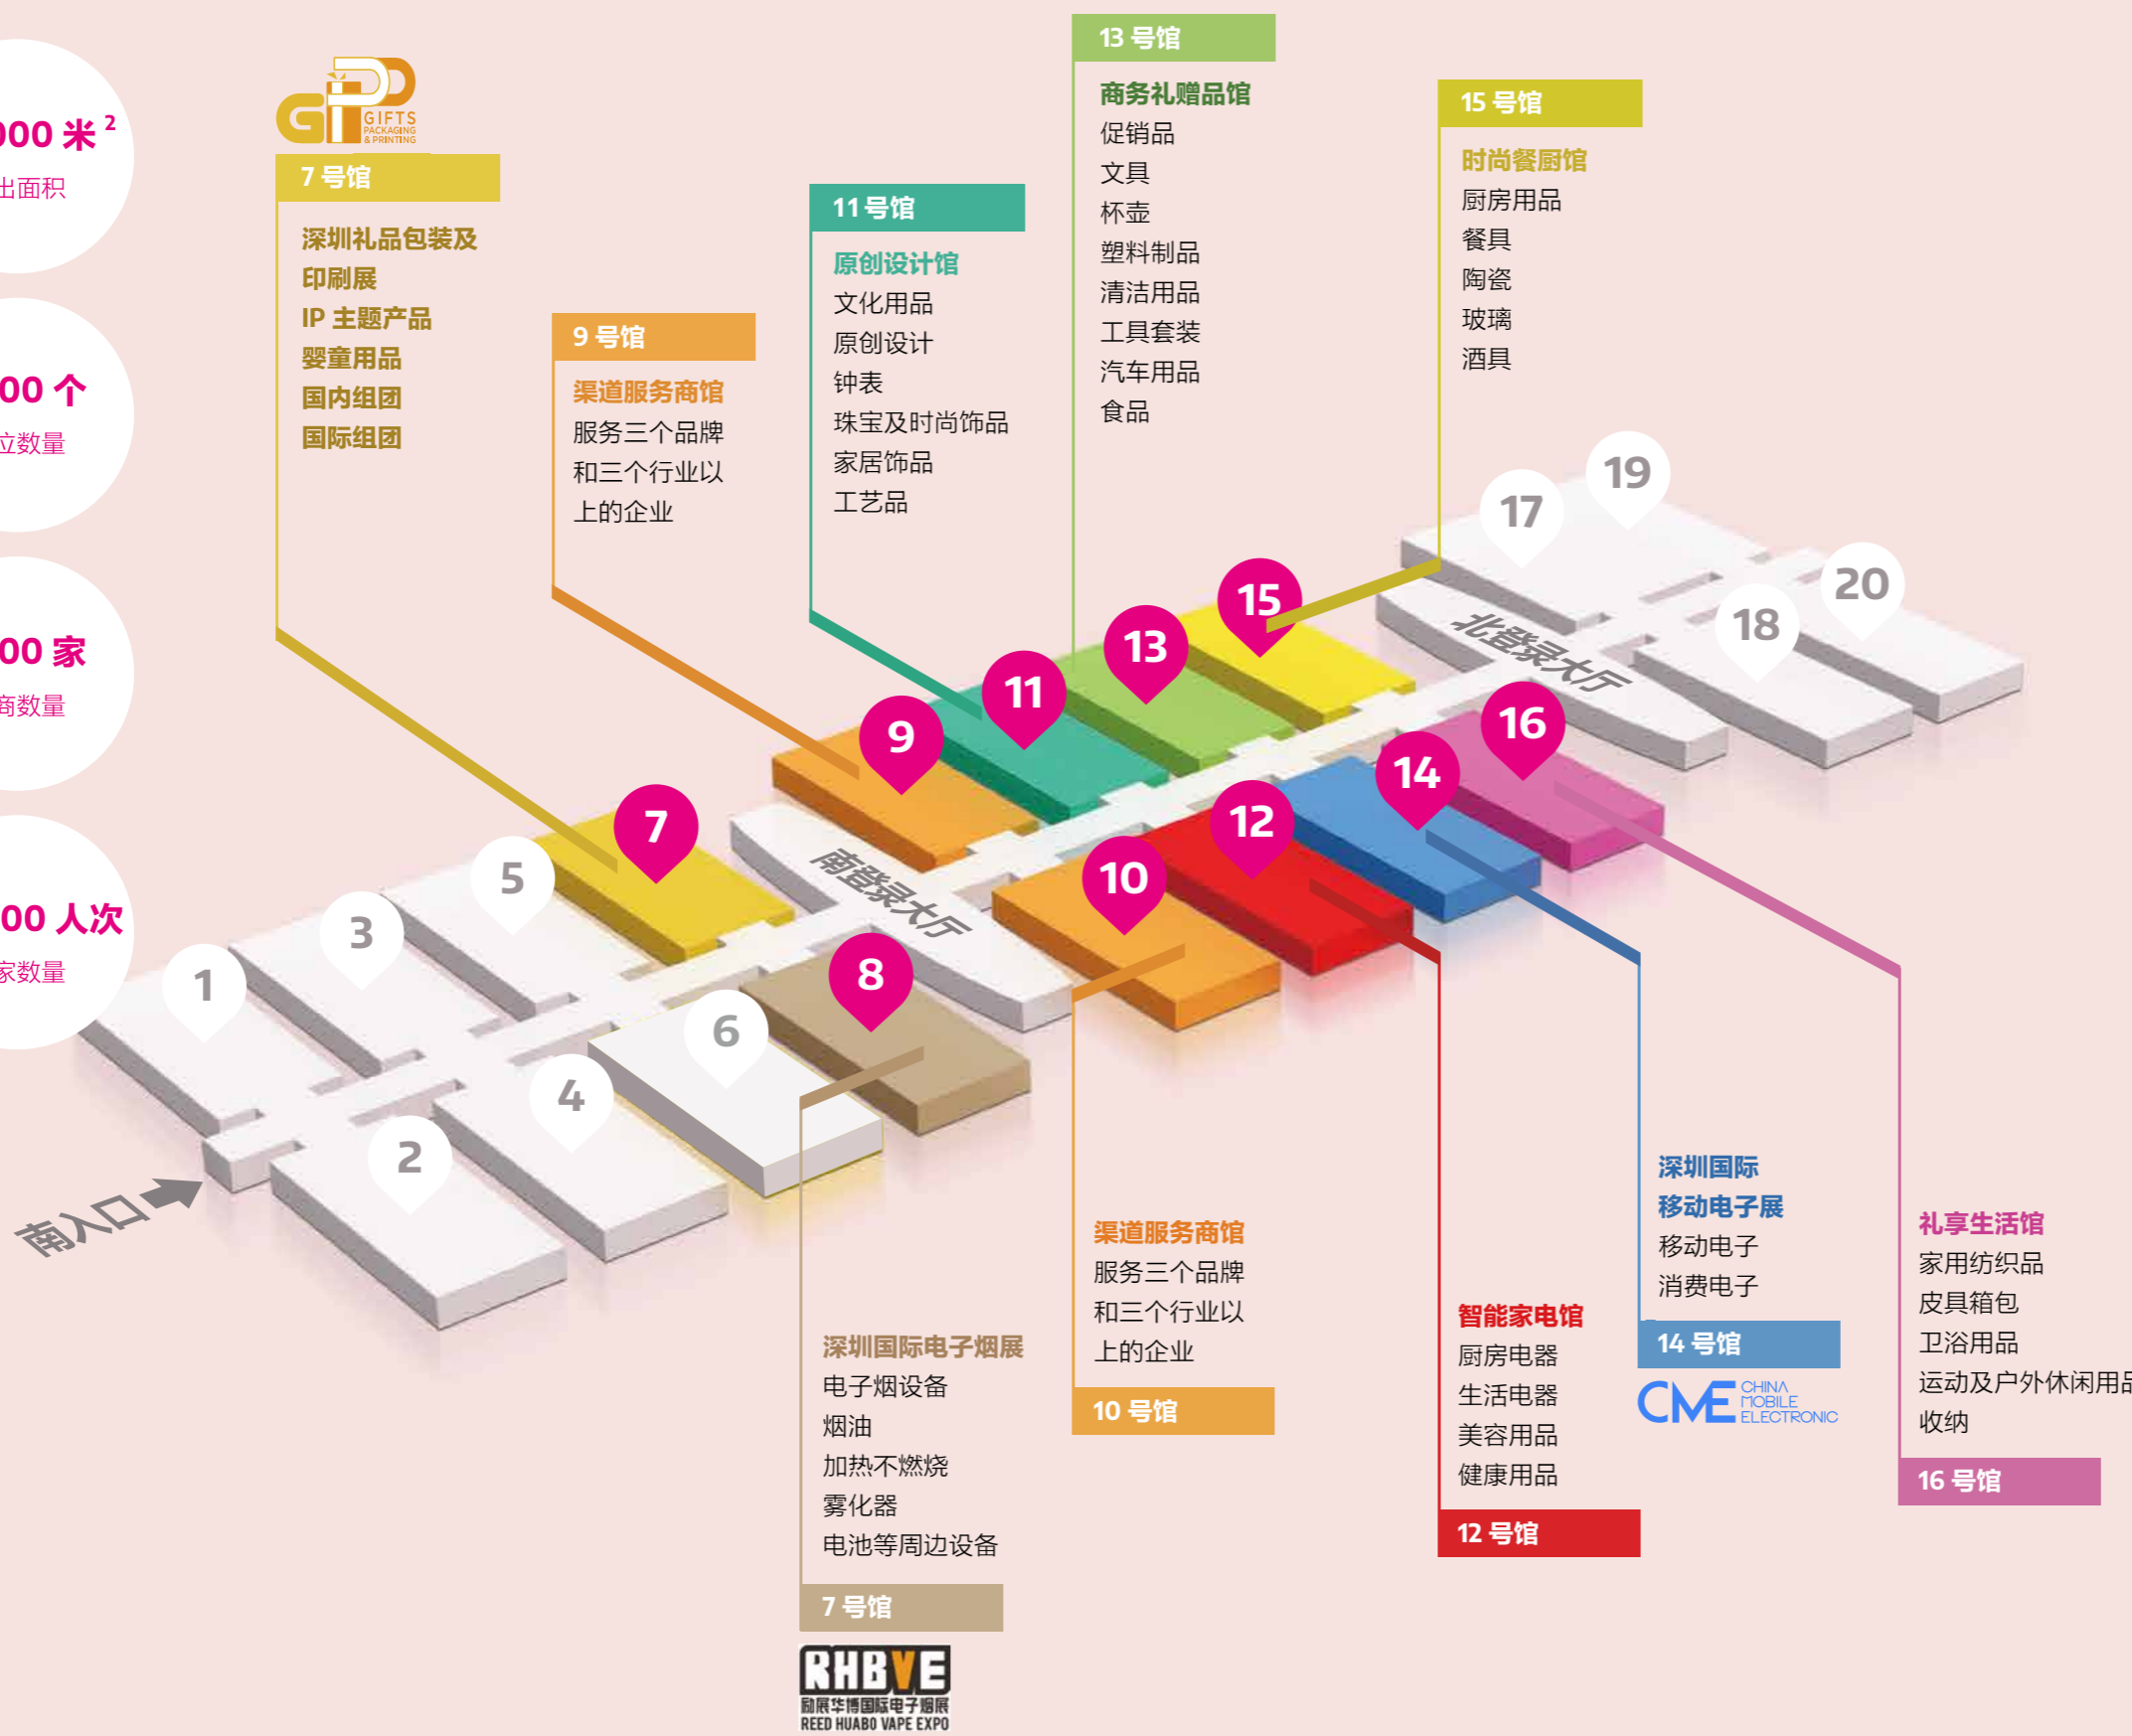 000 米²
出面积
00 个
位数量
00 家
商数量
00 人次
家数量
GIPP
GIFTS
PACKAGING
& PRINTING
7 号馆
深圳礼品包装及
印刷展
IP 主题产品
婴童用品
国内组团
国际组团
9 号馆
渠道服务商馆
服务三个品牌
和三个行业以
上的企业
11 号馆
原创设计馆
文化用品
原创设计
钟表
珠宝及时尚饰品
家居饰品
工艺品
13 号馆
商务礼赠品馆
促销品
文具
杯壶
塑料制品
清洁用品
工具套装
汽车用品
食品
15 号馆
时尚餐厨馆
厨房用品
餐具
陶瓷
玻璃
酒具
19
17
20
18
北登录大厅
15
13
11
9
16
14
12
10
7
南登录大厅
8
5
3
1
6
4
2
南入口
深圳国际电子烟展
电子烟设备
烟油
加热不燃烧
雾化器
电池等周边设备
7 号馆
RHBVE
励展华博国际电子烟展
REED HUABO VAPE EXPO
渠道服务商馆
服务三个品牌
和三个行业以
上的企业
10 号馆
智能家电馆
厨房电器
生活电器
美容用品
健康用品
12 号馆
深圳国际
移动电子展
移动电子
消费电子
14 号馆
CME CHINA
MOBILE
ELECTRONIC
礼享生活馆
家用纺织品
皮具箱包
卫浴用品
运动及户外休闲用品
收纳
16 号馆